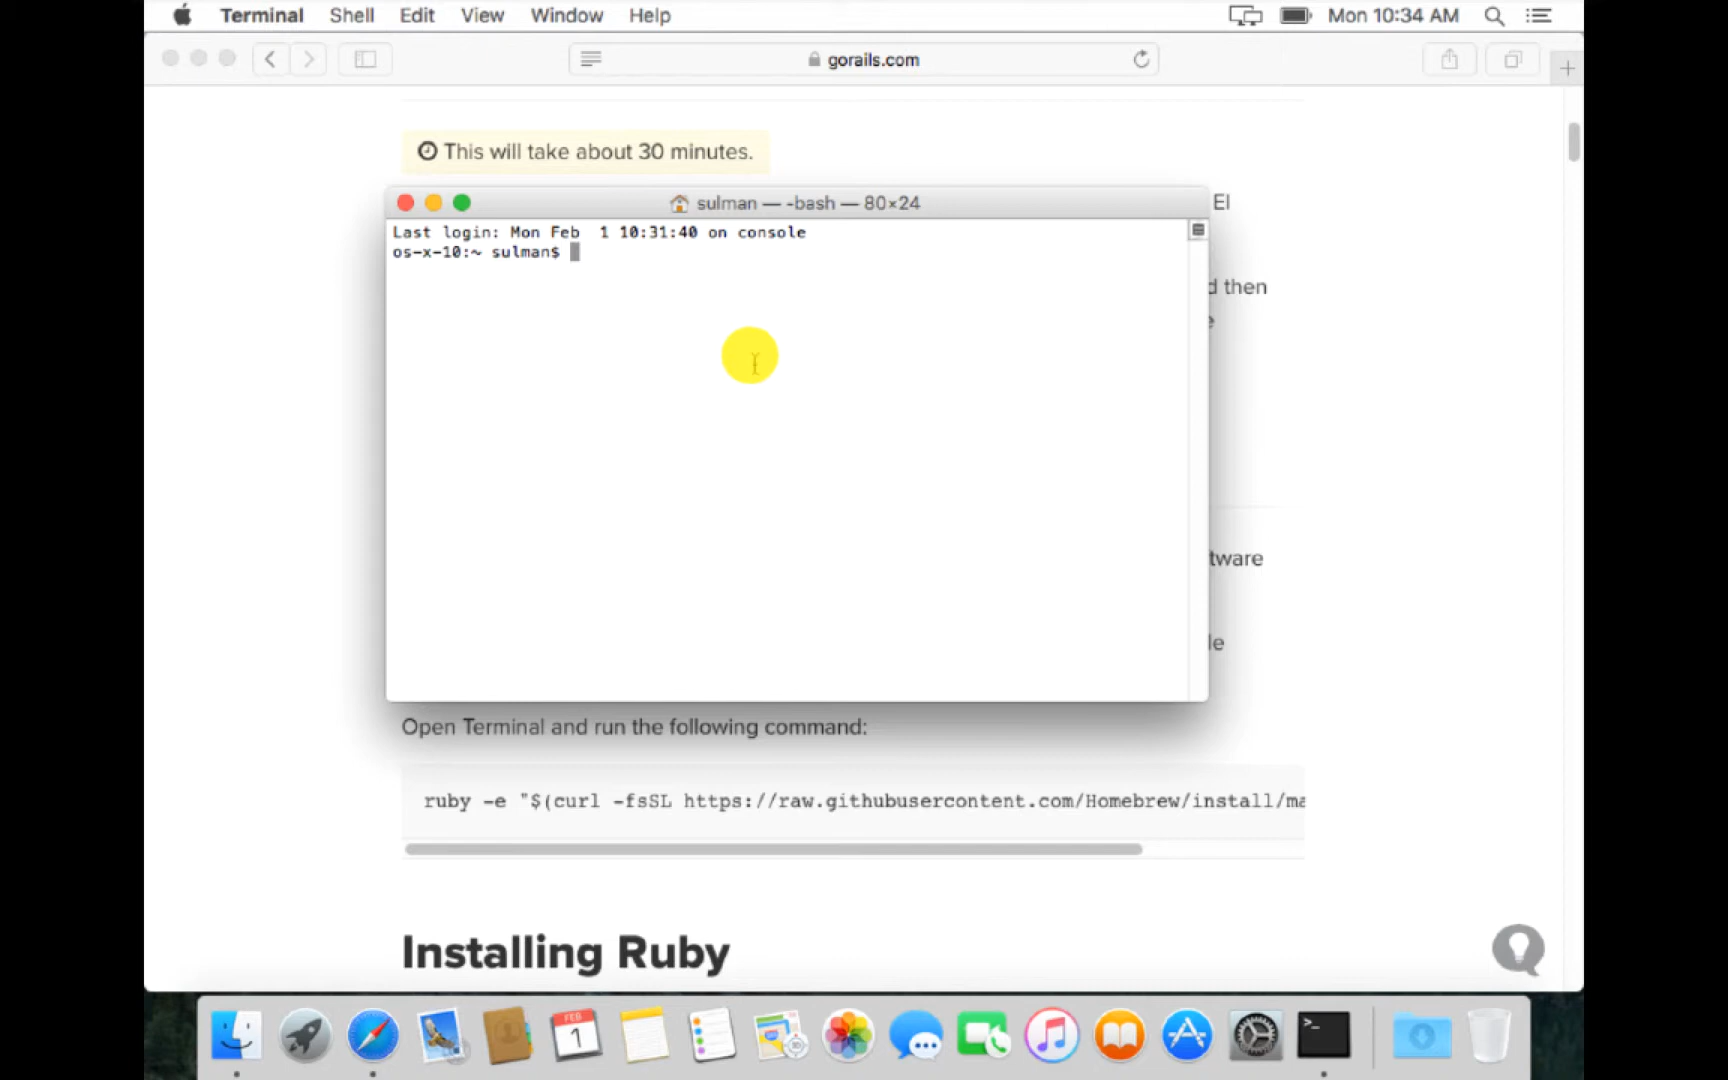 Terminal Shell Edit View Window Help Mon 10:34 AM
gorails.com
This will take about 30 minutes.
sulman — -bash — 80×24
El
Last login: Mon Feb  1 10:31:40 on console
os-x-10:~ sulman$
d then
e
tware
le
Open Terminal and run the following command:
ruby -e "$(curl -fsSL https://raw.githubusercontent.com/Homebrew/install/ma
Installing Ruby
FEB
1
>_